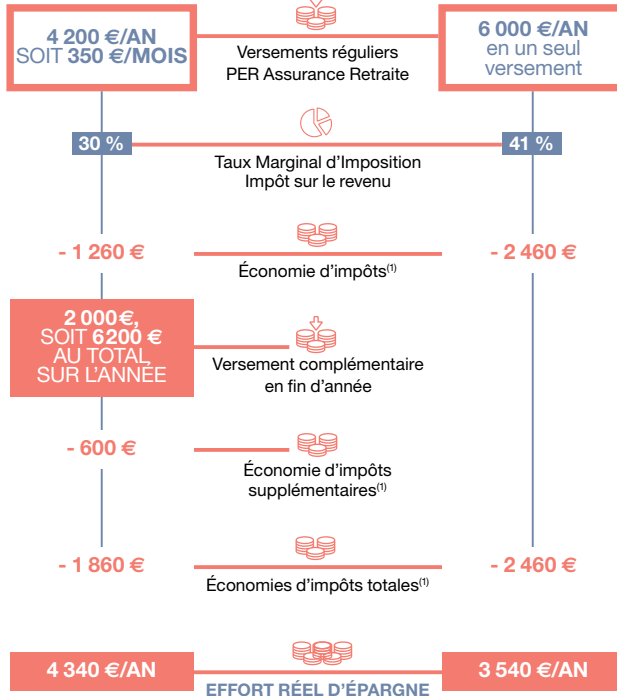 4 200 €/AN
SOIT 350 €/MOIS
Versements réguliers
PER Assurance Retraite
6 000 €/AN
en un seul
versement
30 %
Taux Marginal d'Imposition
Impôt sur le revenu
41 %
- 1 260 €
Économie d'impôts(1)
- 2 460 €
2 000€,
SOIT 6200 €
AU TOTAL
SUR L'ANNÉE
Versement complémentaire
en fin d'année
- 600 €
Économie d'impôts
supplémentaires(1)
- 1 860 €
Économies d'impôts totales(1)
- 2 460 €
4 340 €/AN
EFFORT RÉEL D'ÉPARGNE
3 540 €/AN